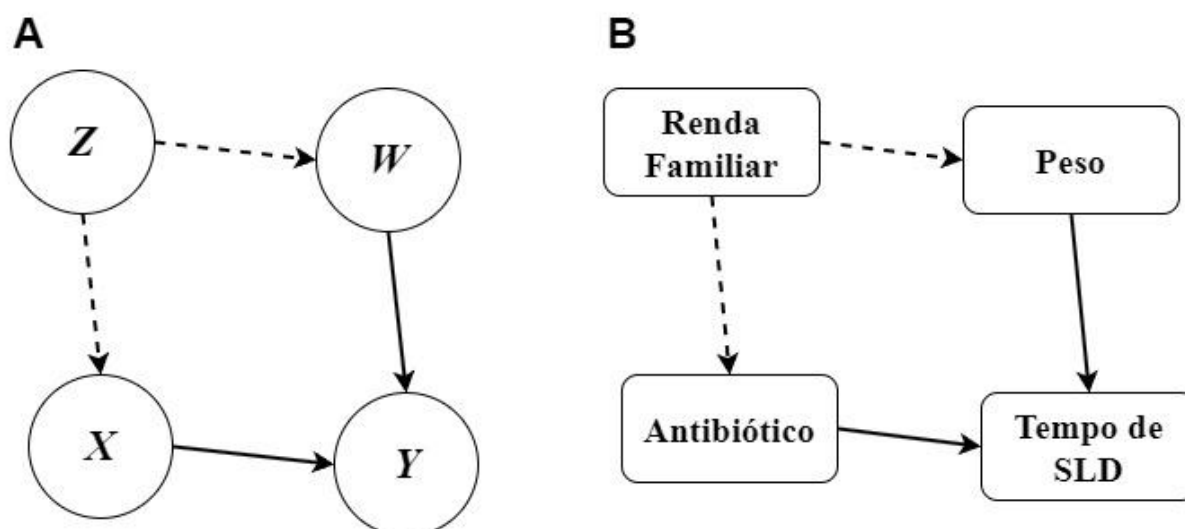 A
Z
W
X
Y
B
Renda
Familiar
Peso
Antibiótico
Tempo de
SLD